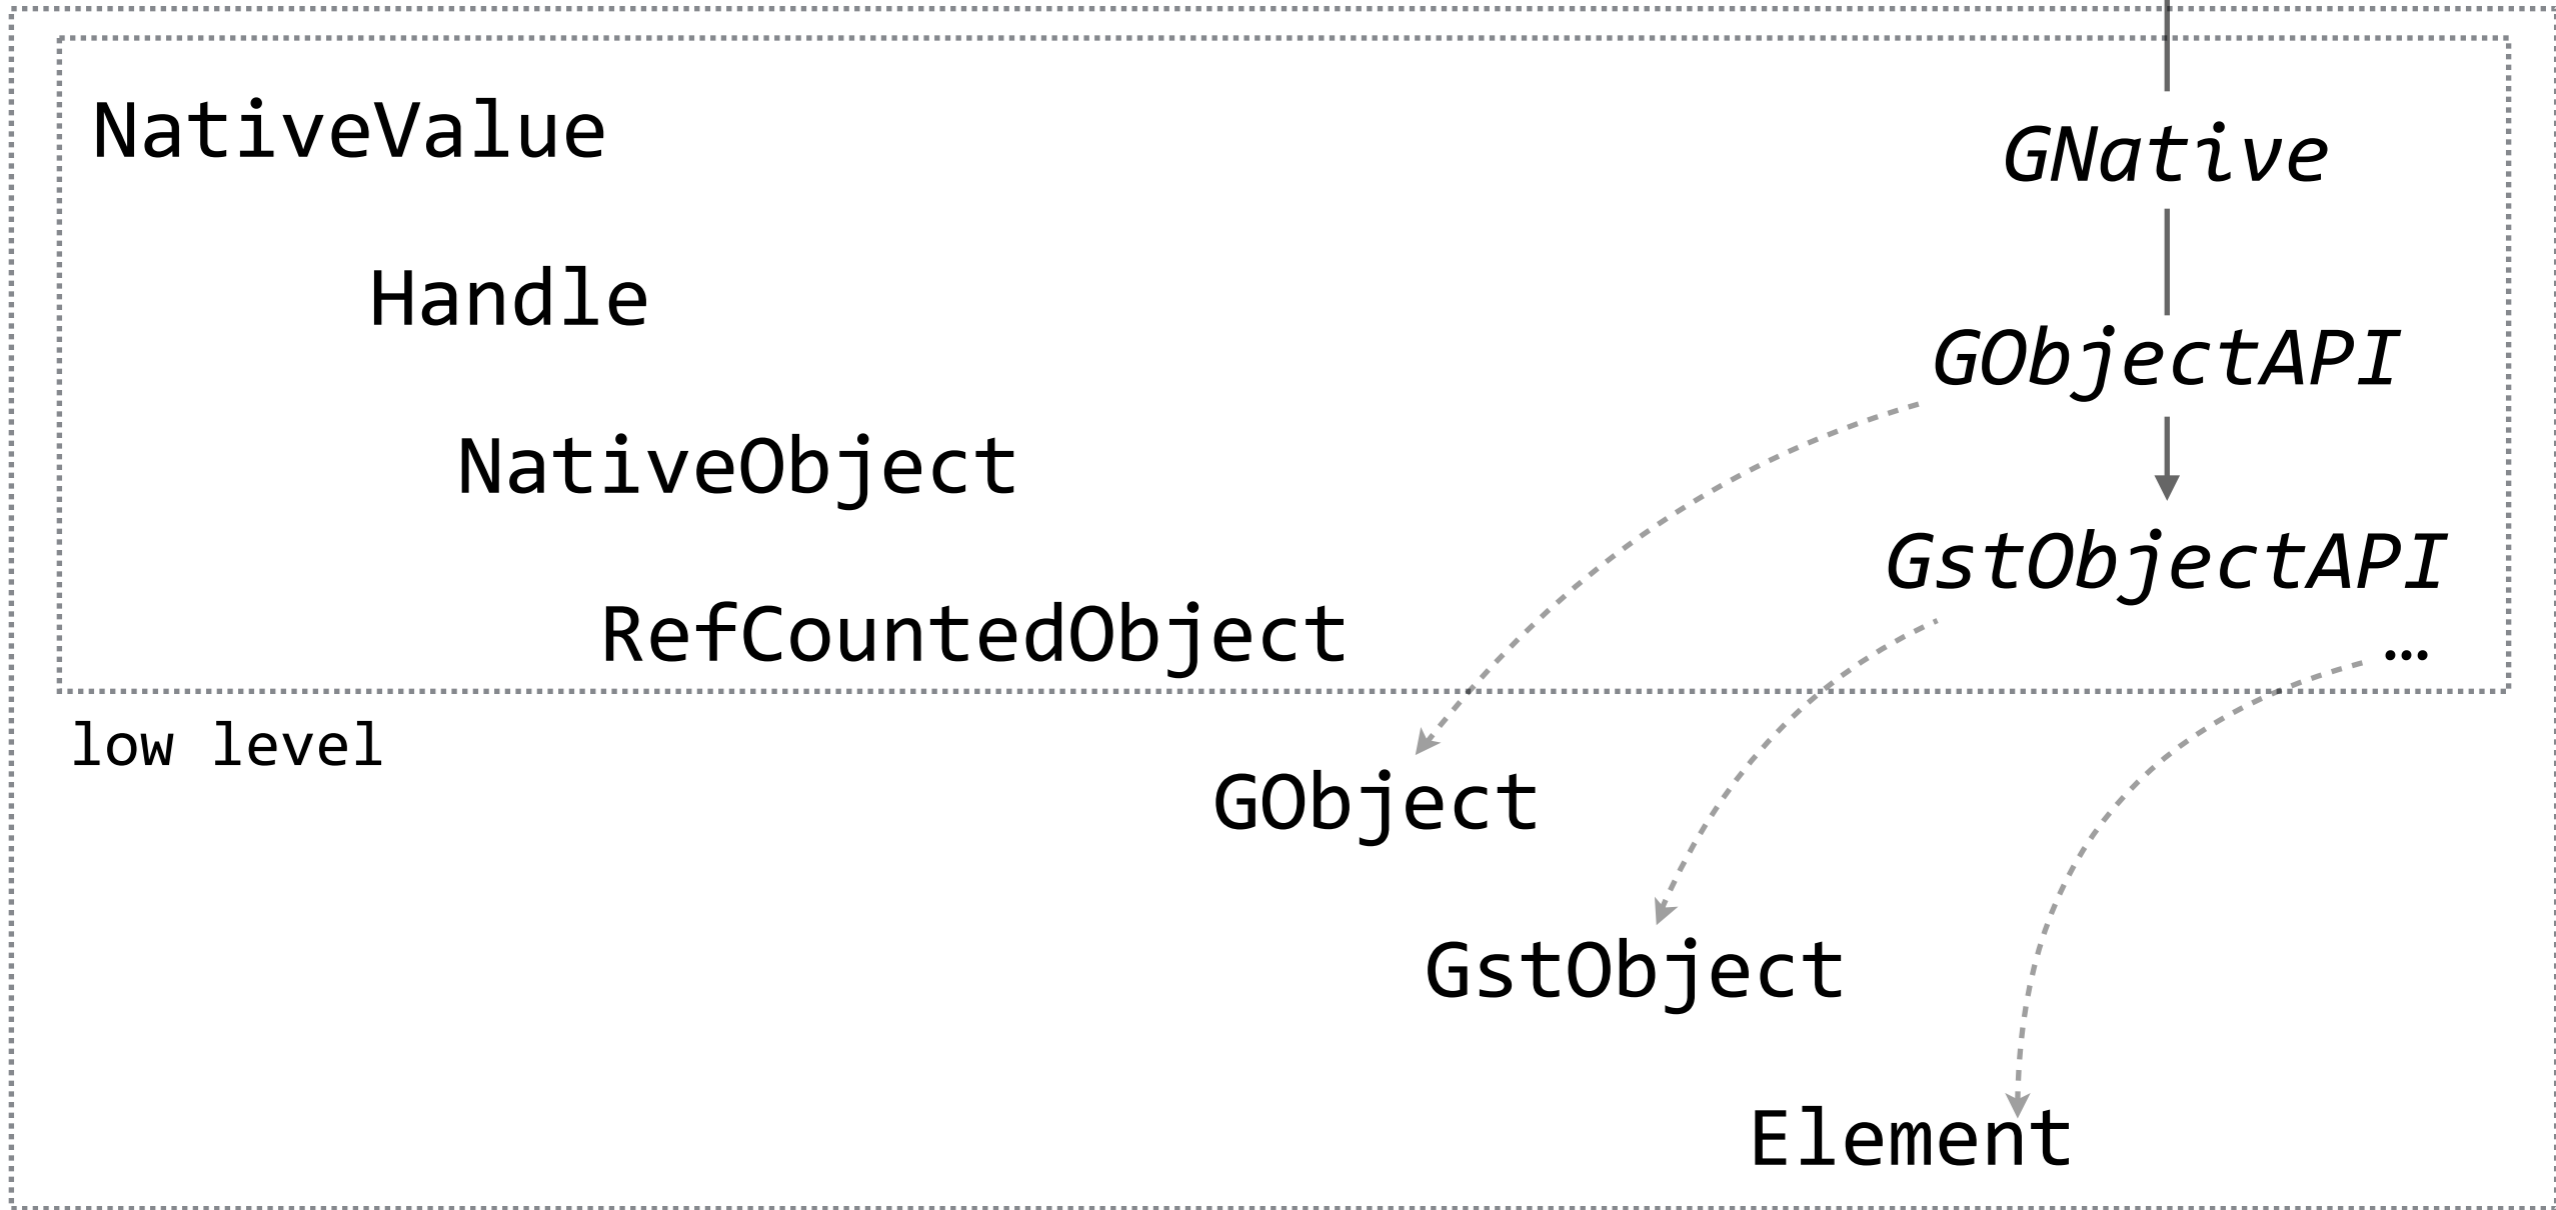 NativeValue
GNative
Handle
GObjectAPI
NativeObject
GstObjectAPI
RefCountedObject
…
low level
GObject
GstObject
Element